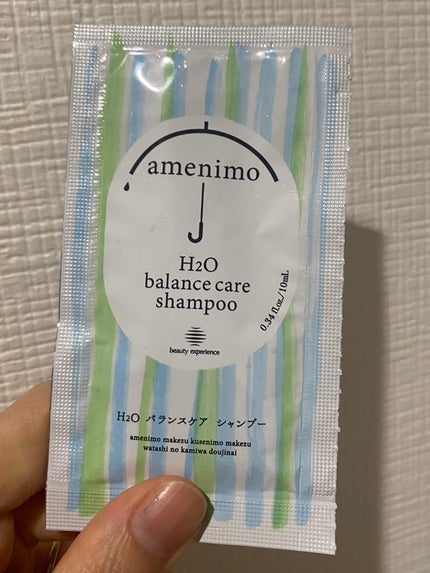 amenimo
H2O
balance care
shampoo
0.34 fl.oz./10mL
beauty experience
H2O バランスケア シャンプー
amenimo makezu kusenimo makezu
watashi no kamiwa doujinai